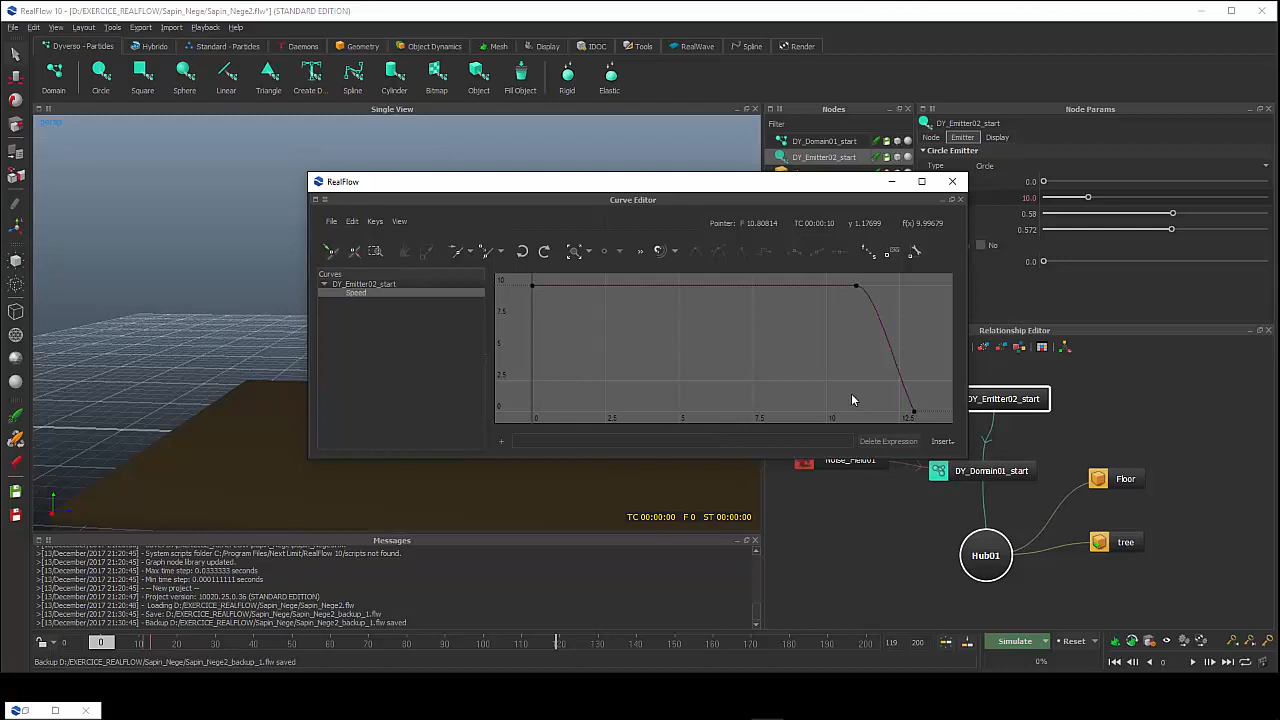 RealFlow 10 - [D:/EXERCICE_REALFLOW/Sapin_Nege/Sapin_Nege2.flw*] (STANDARD EDITION)
File Edit View Layout Tools Export Import Playback Help
Dyverso - Particles Hybrido Standard - Particles Daemons Geometry Object Dynamics Mesh Display IDOC Tools RealWave Spline Render
Domain Circle Square Sphere Linear Triangle Create D... Spline Cylinder Bitmap Object Fill Object Rigid Elastic
Single View
Nodes
Node Params
persp
Filter
DY_Emitter02_start
DY_Domain01_start
Node Emitter Display
DY_Emitter02_start
Circle Emitter
Type Circle
0.0
10.0
0.58
0.572
No
0.0
RealFlow
Curve Editor
File Edit Keys View
Pointer: F 10.80814 TC 00:00:10 y 1.17699 f(x) 9.99679
Curves
DY_Emitter02_start
Speed
10
7.5
5
2.5
0
0 2.5 5 7.5 10 12.5
+ Delete Expression Insert..
Relationship Editor
DY_Emitter02_start
Noise_Field01
DY_Domain01_start
Floor
tree
Hub01
TC 00:00:00 F 0 ST 00:00:00
Messages
>[13/December/2017 21:20:45] - System scripts folder C:/Program Files/Next Limit/RealFlow 10/scripts not found.
>[13/December/2017 21:20:45] - Graph node library updated.
>[13/December/2017 21:20:45] - Max time step: 0.0333333 seconds
>[13/December/2017 21:20:45] - Min time step: 0.000111111 seconds
>[13/December/2017 21:20:47] - -- New project --
>[13/December/2017 21:20:47] - Project version: 10020.25.0.36 (STANDARD EDITION)
>[13/December/2017 21:20:48] - Loading D:/EXERCICE_REALFLOW/Sapin_Nege/Sapin_Nege2.flw
>[13/December/2017 21:30:45] - Save: D:/EXERCICE_REALFLOW/Sapin_Nege/Sapin_Nege2_backup_1.flw
>[13/December/2017 21:30:45] - Backup D:/EXERCICE_REALFLOW/Sapin_Nege/Sapin_Nege2_backup_1.flw saved
0 0 10 20 30 40 50 60 70 80 90 100 110 120 130 140 150 160 170 180 190 200 119 200
Simulate Reset
Backup D:/EXERCICE_REALFLOW/Sapin_Nege/Sapin_Nege2_backup_1.flw saved
0%
0